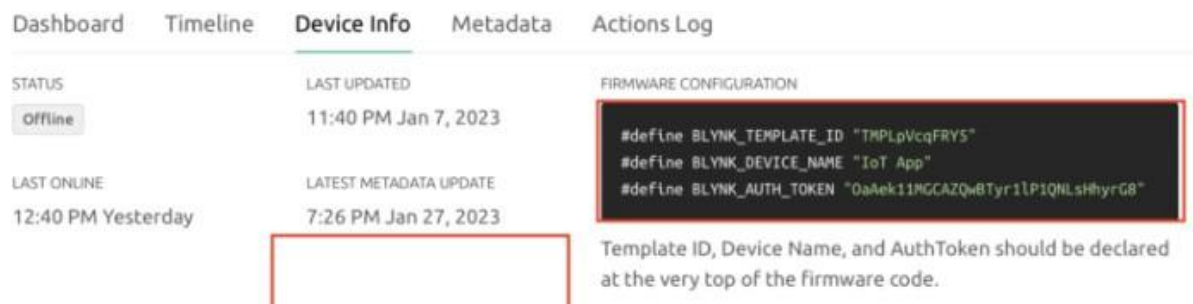 Dashboard Timeline Device Info Metadata Actions Log
STATUS
Offline
LAST UPDATED
11:40 PM Jan 7, 2023
LAST ONLINE
12:40 PM Yesterday
LATEST METADATA UPDATE
7:26 PM Jan 27, 2023
FIRMWARE CONFIGURATION
#define BLYNK_TEMPLATE_ID "TMPLpVcqFRYS"
#define BLYNK_DEVICE_NAME "IoT App"
#define BLYNK_AUTH_TOKEN "OaAek11MGCAZQwBTyr1lP1QNLsHhyrG8"
Template ID, Device Name, and AuthToken should be declared
at the very top of the firmware code.